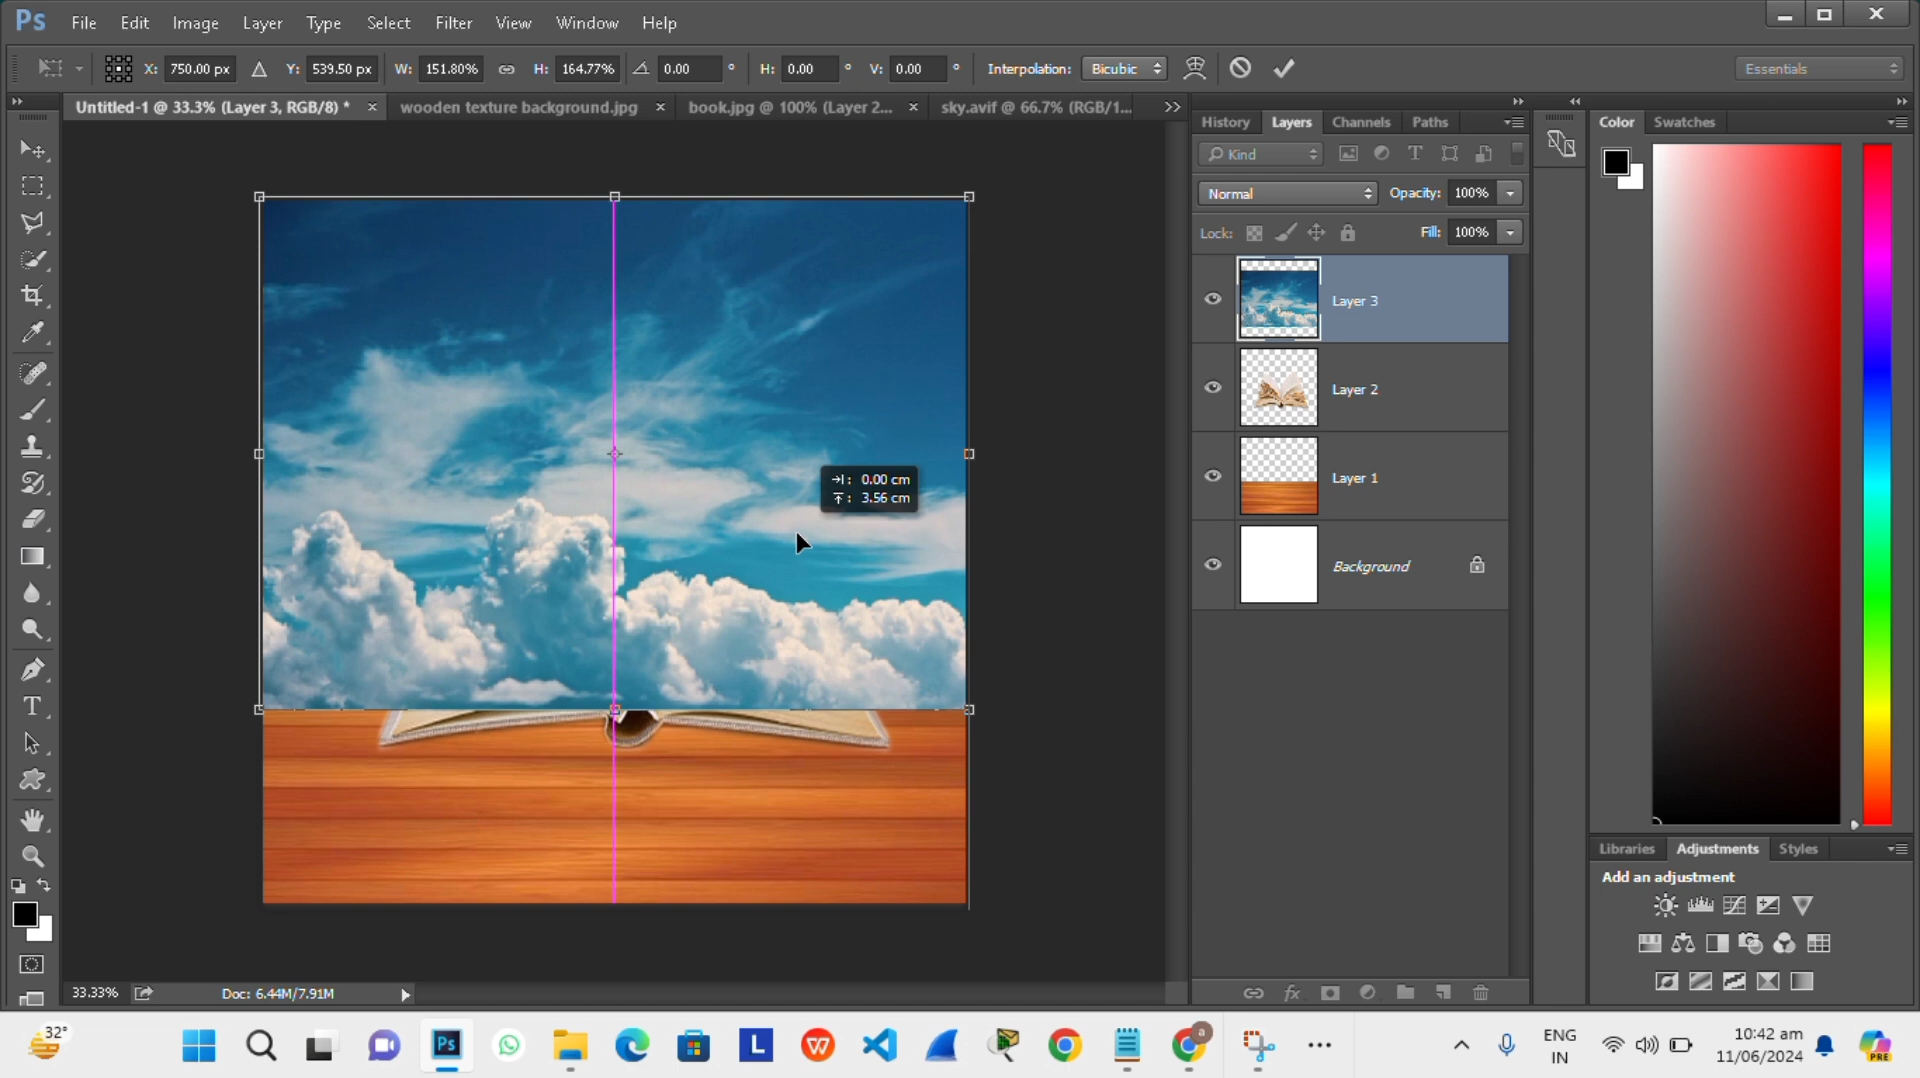 Ps File Edit Image Layer Type Select Filter View Window Help
X: 750.00 px Y: 539.50 px W: 151.80% H: 164.77% 0.00 ° H: 0.00 ° V: 0.00 ° Interpolation: Bicubic Essentials
Untitled-1 @ 33.3% (Layer 3, RGB/8) * × wooden texture background.jpg × book.jpg @ 100% (Layer 2... × sky.avif @ 66.7% (RGB/1...
History Layers Channels Paths
Color Swatches
Kind
Normal Opacity: 100%
Lock: Fill: 100%
Layer 3
Layer 2
Layer 1
Background
0.00 cm
3.56 cm
Libraries Adjustments Styles
Add an adjustment
33.33% Doc: 6.44M/7.91M
32°
Ps
L
W
a
ENG
IN
10:42 am
11/06/2024
PRE